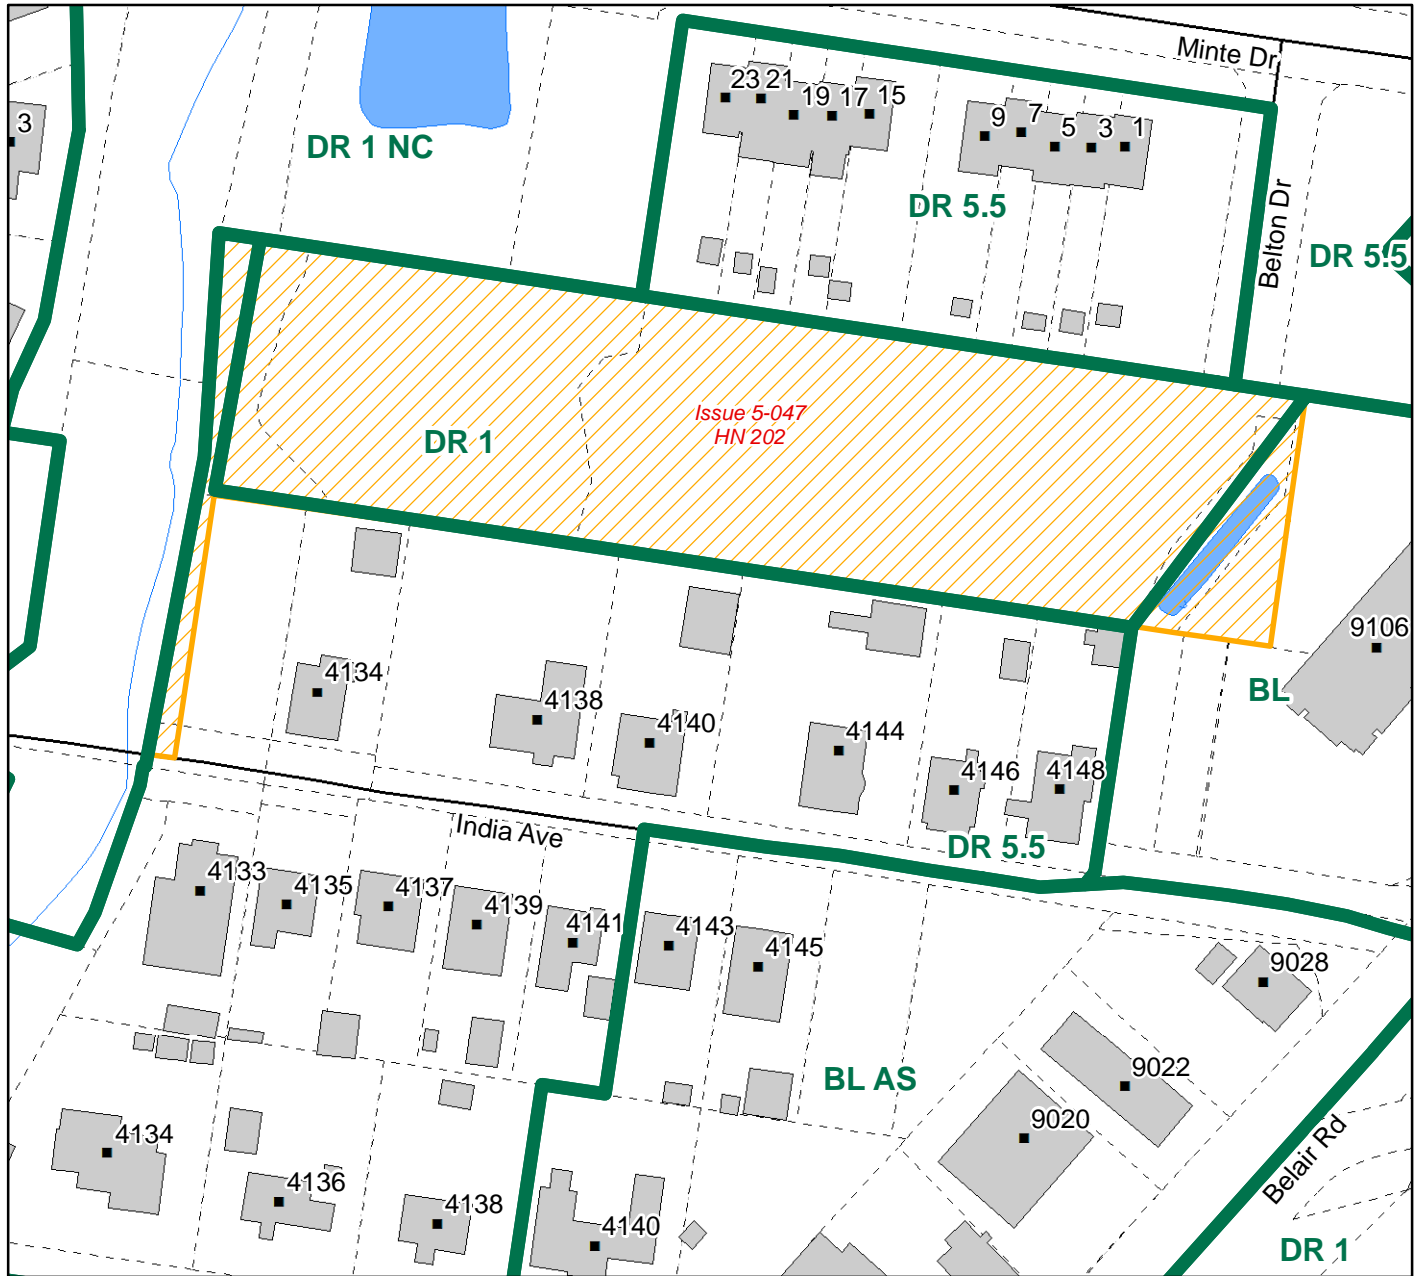 Minte Dr
23 21 19 17 15
9 7 5 3 1
3
DR 1 NC
DR 5.5
Belton Dr
DR 5.5
Issue 5-047
HN 202
DR 1
9106
4134
4138
BL
4140
4144
4146
4148
India Ave
DR 5.5
4133
4135
4137
4139
4141
4143
4145
9028
BL AS
9022
9020
4134
4136
4138
4140
Belair Rd
DR 1